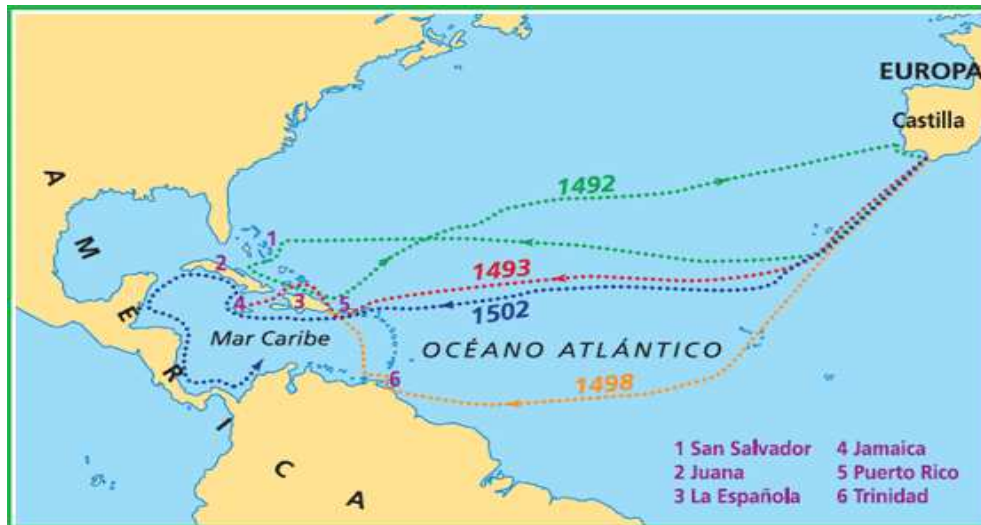 EUROPA
Castilla
1492
1
2
1493
3
4
5
1502
Mar Caribe
OCÉANO ATLÁNTICO
6
1498
AMÉRICA
1 San Salvador
2 Juana
3 La Española
4 Jamaica
5 Puerto Rico
6 Trinidad